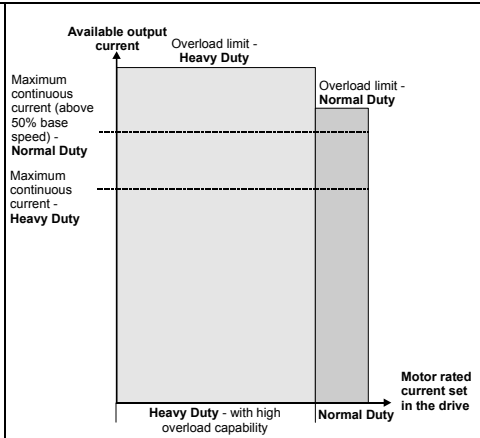 Available output
current
Overload limit -
Heavy Duty
Maximum
continuous
current (above
50% base
speed) -
Normal Duty
Overload limit -
Normal Duty
Maximum
continuous
current -
Heavy Duty
Motor rated
current set
in the drive
Heavy Duty - with high
overload capability
Normal Duty